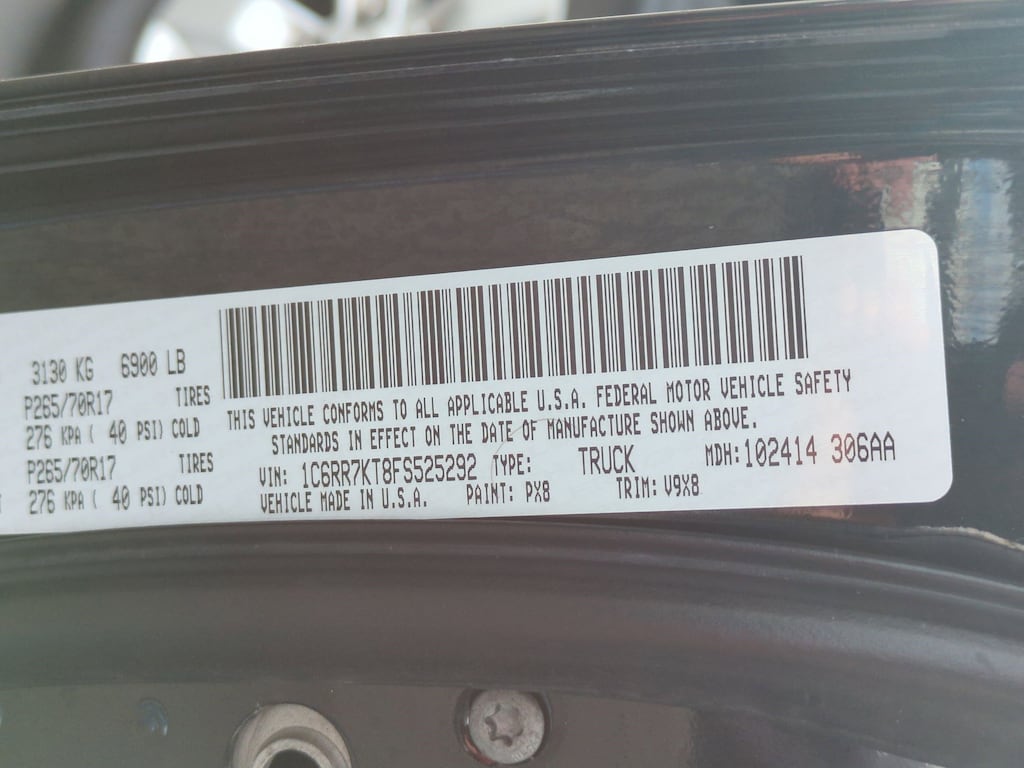 3130 KG 6900 LB
P265/70R17 TIRES
276 KPA ( 40 PSI) COLD
P265/70R17 TIRES
276 KPA ( 40 PSI) COLD
THIS VEHICLE CONFORMS TO ALL APPLICABLE U.S.A. FEDERAL MOTOR VEHICLE SAFETY
STANDARDS IN EFFECT ON THE DATE OF MANUFACTURE SHOWN ABOVE.
VIN: 1C6RR7KT8FS525292 TYPE: TRUCK MDH:102414 306AA
VEHICLE MADE IN U.S.A. PAINT: PX8 TRIM: V9X8